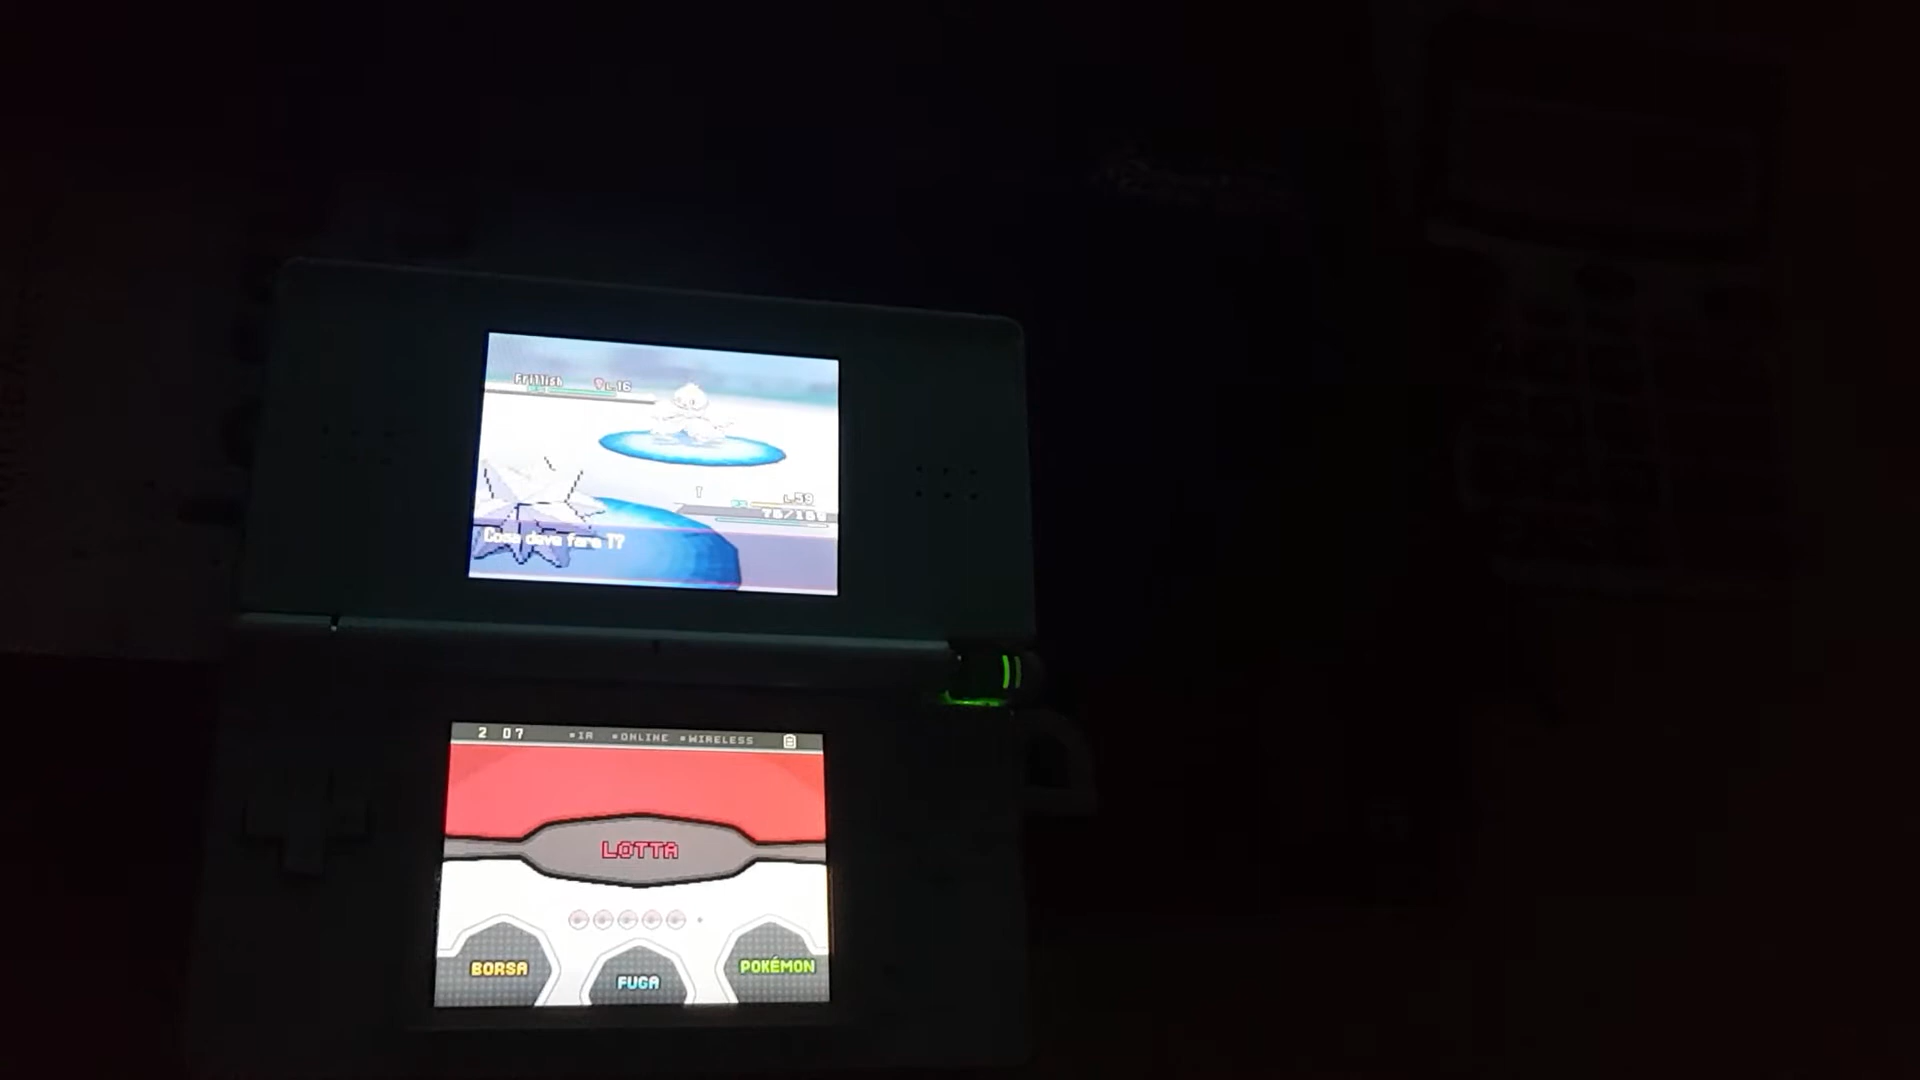 Frillish L.16
T L.59
Cosa deve fare T?
2 07 IR ONLINE WIRELESS
LOTTA
BORSA
FUGA
POKÉMON